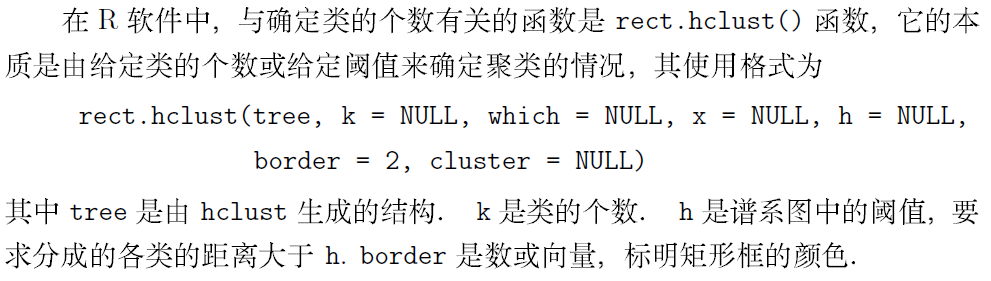 在 R 软件中，与确定类的个数有关的函数是 rect.hclust() 函数，它的本
质是由给定类的个数或给定阈值来确定聚类的情况，其使用格式为
rect.hclust(tree, k = NULL, which = NULL, x = NULL, h = NULL,
border = 2, cluster = NULL)
其中 tree 是由 hclust 生成的结构． k 是类的个数． h 是谱系图中的阈值，要
求分成的各类的距离大于 h. border 是数或向量，标明矩形框的颜色．